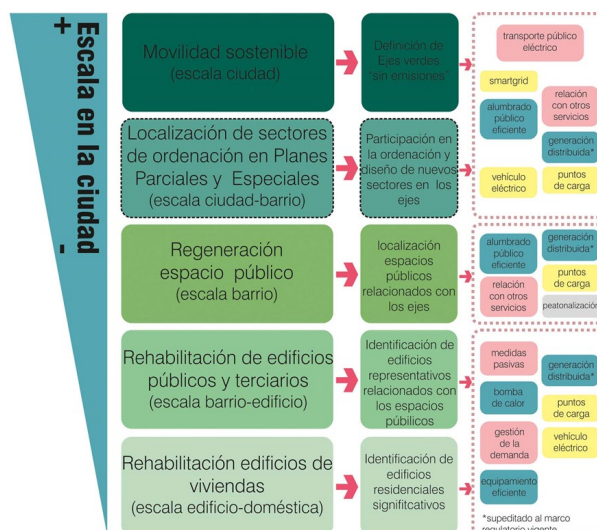 Escala en la ciudad
+
-
Movilidad sostenible
(escala ciudad)
Definición de
Ejes verdes
"sin emisiones"
transporte público
eléctrico
smartgrid
alumbrado
público
eficiente
relación
con otros
servicios
generación
distribuida*
vehículo
eléctrico
puntos
de carga
Localización de sectores
de ordenación en Planes
Parciales y Especiales
(escala ciudad-barrio)
Participación en
la ordenación y
diseño de nuevos
sectores en los
ejes
Regeneración
espacio público
(escala barrio)
localización
espacios
públicos
relacionados con
los ejes
alumbrado
público
eficiente
generación
distribuida*
puntos
de carga
relación
con otros
servicios
peatonalización
Rehabilitación de edificios
públicos y terciarios
(escala barrio-edificio)
Identificación de
edificios
representativos
relacionados con
los espacios
púbilicos
medidas
pasivas
generación
distribuida*
bomba
de calor
puntos
de carga
gestión
de la
demanda
vehículo
eléctrico
equipamiento
eficiente
Rehabilitación edificios de
viviendas
(escala edificio-doméstica)
Identificación de
edificios
residenciales
signifitcativos
*supeditado al marco
regulatorio vigente